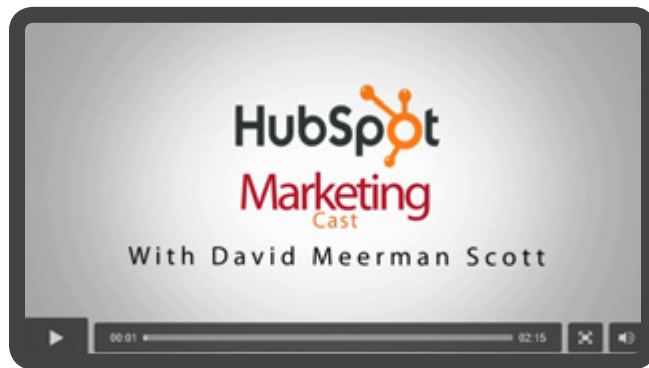 HubSpot
Marketing
Cast
With David Meerman Scott
00:01 02:15